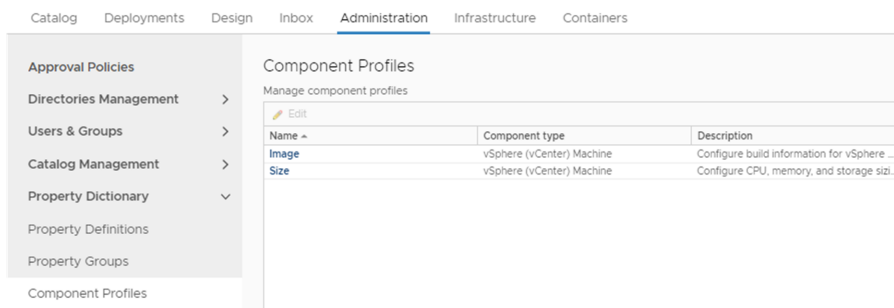 Catalog Deployments Design Inbox Administration Infrastructure Containers
Approval Policies
Directories Management
Users & Groups
Catalog Management
Property Dictionary
Property Definitions
Property Groups
Component Profiles
Component Profiles
Manage component profiles
Edit
Name Component type Description
Image vSphere (vCenter) Machine Configure build information for vSphere ...
Size vSphere (vCenter) Machine Configure CPU, memory, and storage sizi...